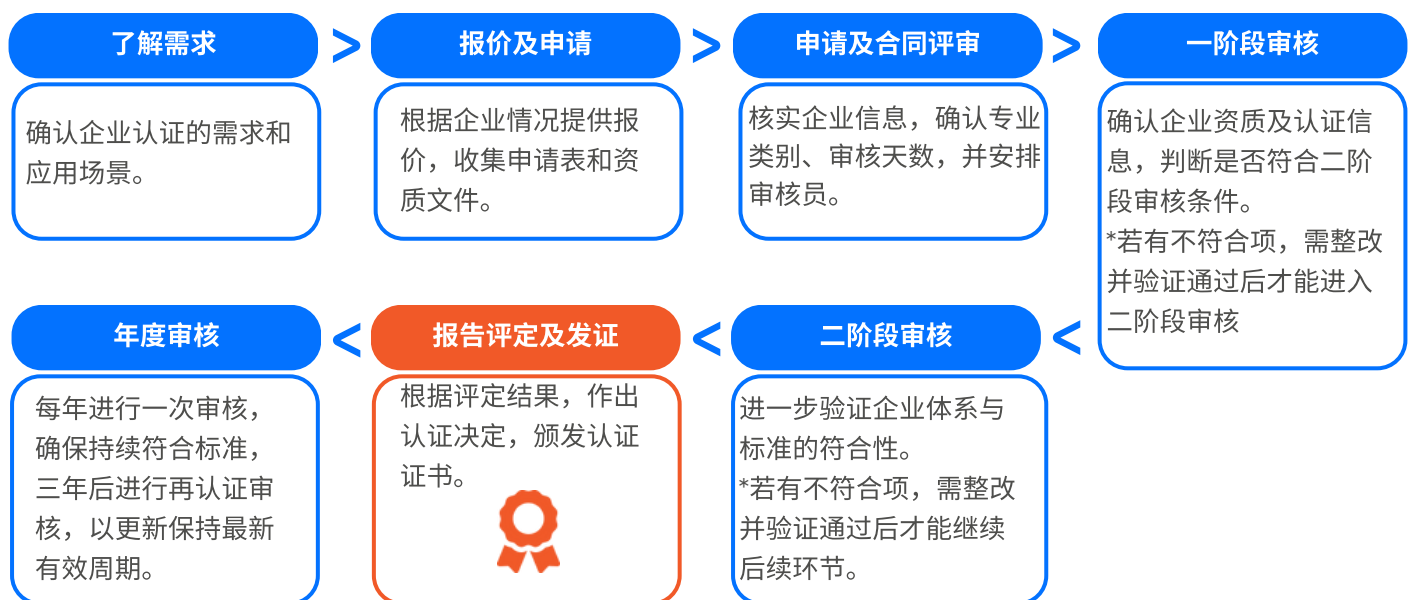 了解需求
>
报价及申请
>
申请及合同评审
>
一阶段审核
确认企业认证的需求和
应用场景。
根据企业情况提供报
价，收集申请表和资
质文件。
核实企业信息，确认专业
类别、审核天数，并安排
审核员。
确认企业资质及认证信
息，判断是否符合二阶
段审核条件。
*若有不符合项，需整改
并验证通过后才能进入
二阶段审核
<
二阶段审核
进一步验证企业体系与
标准的符合性。
*若有不符合项，需整改
并验证通过后才能继续
后续环节。
<
报告评定及发证
根据评定结果，作出
认证决定，颁发认证
证书。
<
年度审核
每年进行一次审核，
确保持续符合标准，
三年后进行再认证审
核，以更新保持最新
有效周期。